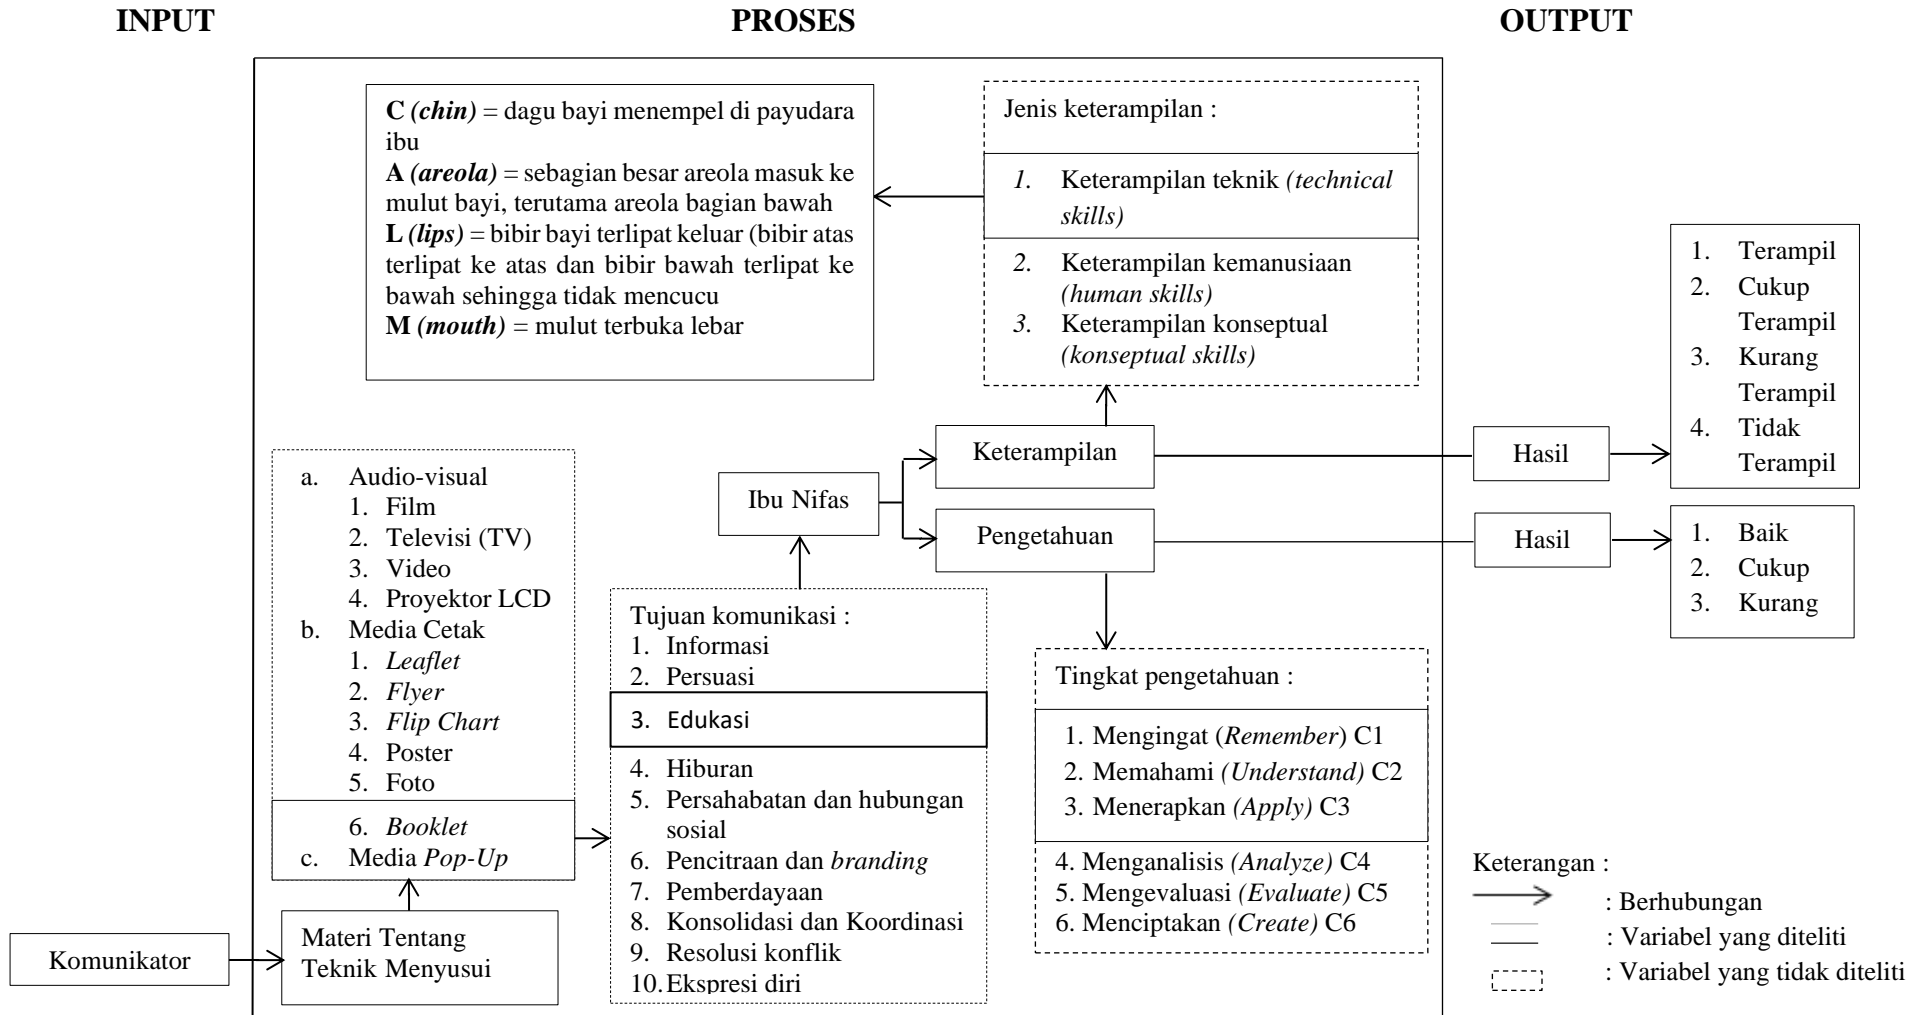 INPUT
PROSES
OUTPUT
C (chin) = dagu bayi menempel di payudara
ibu
A (areola) = sebagian besar areola masuk ke
mulut bayi, terutama areola bagian bawah
L (lips) = bibir bayi terlipat keluar (bibir atas
terlipat ke atas dan bibir bawah terlipat ke
bawah sehingga tidak mencucu
M (mouth) = mulut terbuka lebar
Jenis keterampilan :
1. Keterampilan teknik (technical
skills)
2. Keterampilan kemanusiaan
(human skills)
3. Keterampilan konseptual
(konseptual skills)
1. Terampil
2. Cukup
Terampil
3. Kurang
Terampil
4. Tidak
Terampil
Keterampilan
Hasil
Ibu Nifas
Pengetahuan
Hasil
1. Baik
2. Cukup
3. Kurang
a. Audio-visual
1. Film
2. Televisi (TV)
3. Video
4. Proyektor LCD
b. Media Cetak
1. Leaflet
2. Flyer
3. Flip Chart
4. Poster
5. Foto
6. Booklet
c. Media Pop-Up
Tujuan komunikasi :
1. Informasi
2. Persuasi
3. Edukasi
4. Hiburan
5. Persahabatan dan hubungan
sosial
6. Pencitraan dan branding
7. Pemberdayaan
8. Konsolidasi dan Koordinasi
9. Resolusi konflik
10. Ekspresi diri
Tingkat pengetahuan :
1. Mengingat (Remember) C1
2. Memahami (Understand) C2
3. Menerapkan (Apply) C3
4. Menganalisis (Analyze) C4
5. Mengevaluasi (Evaluate) C5
6. Menciptakan (Create) C6
Komunikator
Materi Tentang
Teknik Menyusui
Keterangan :
: Berhubungan
: Variabel yang diteliti
: Variabel yang tidak diteliti